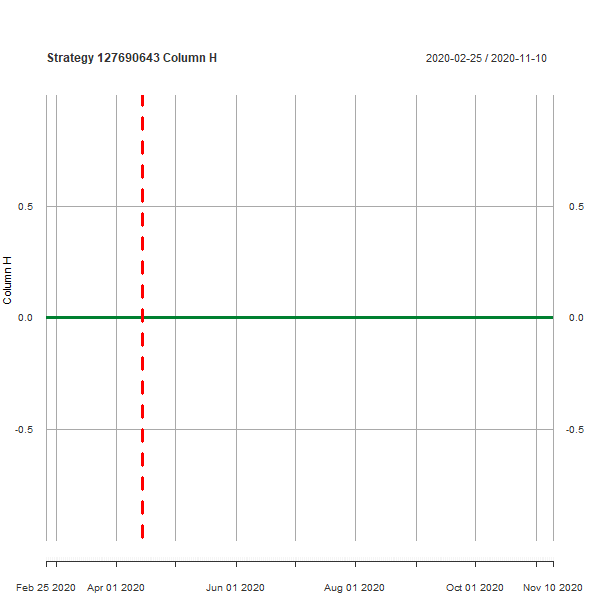 Strategy 127690643 Column H
2020-02-25 / 2020-11-10
0.5
0.5
Column H
0.0
0.0
-0.5
-0.5
Feb 25 2020
Apr 01 2020
Jun 01 2020
Aug 01 2020
Oct 01 2020
Nov 10 2020